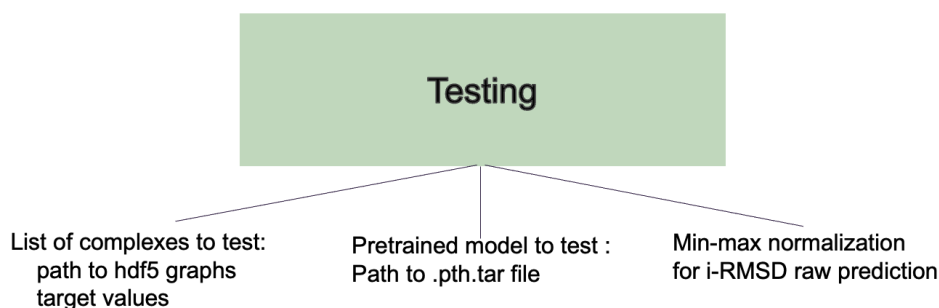 Testing
List of complexes to test:
path to hdf5 graphs
target values
Pretrained model to test :
Path to .pth.tar file
Min-max normalization
for i-RMSD raw prediction